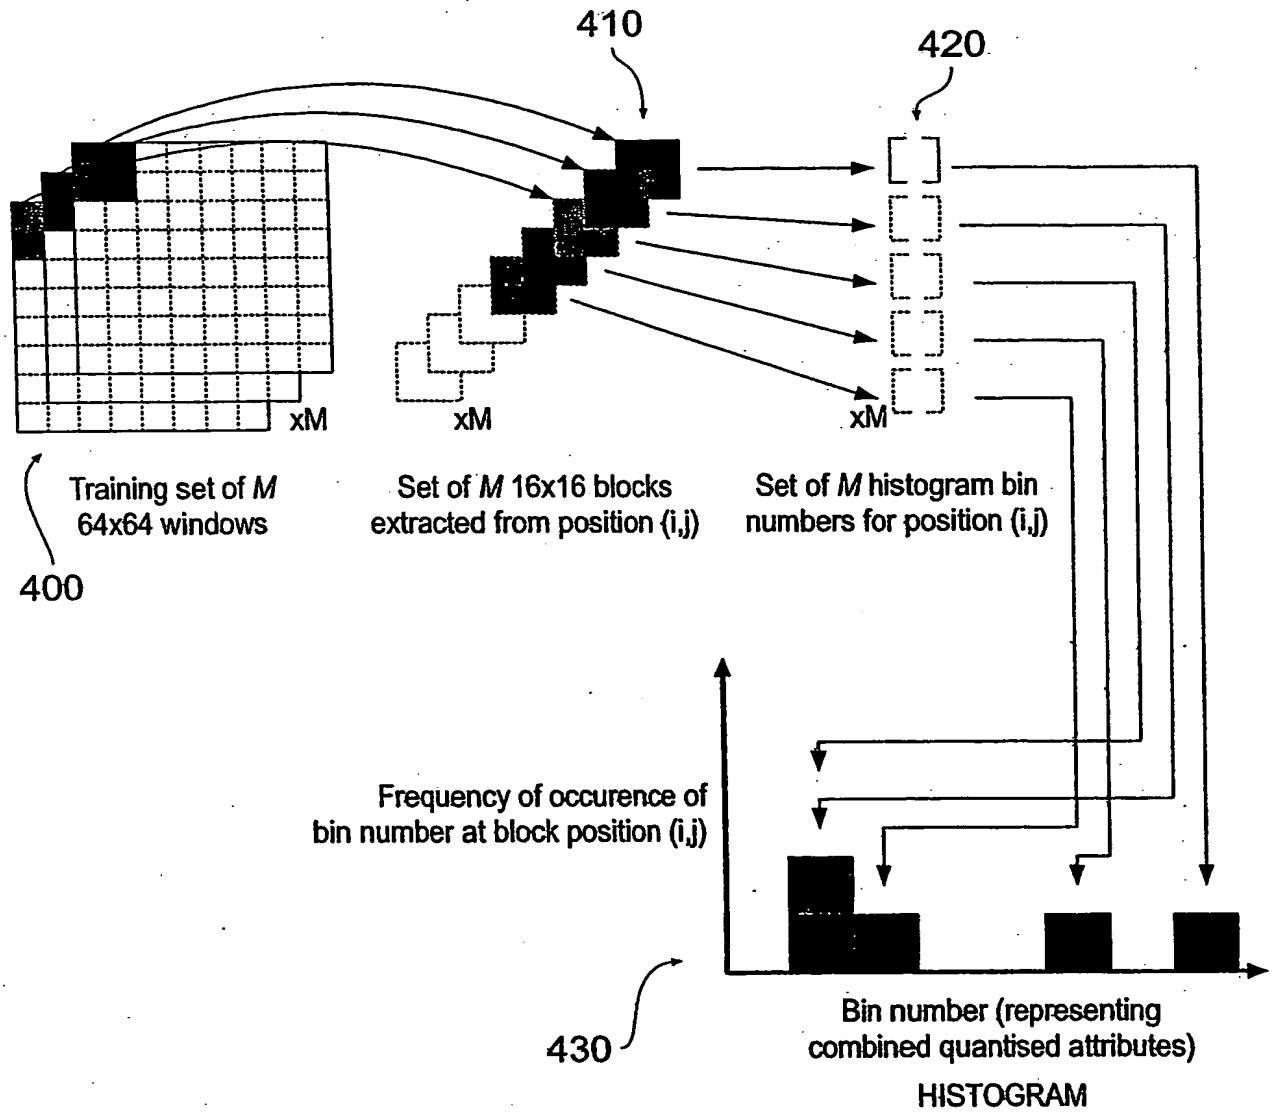 410
420
xM
xM
xM
Training set of M
64x64 windows
Set of M 16x16 blocks
extracted from position (i,j)
Set of M histogram bin
numbers for position (i,j)
400
Frequency of occurence of
bin number at block position (i,j)
430
Bin number (representing
combined quantised attributes)
HISTOGRAM